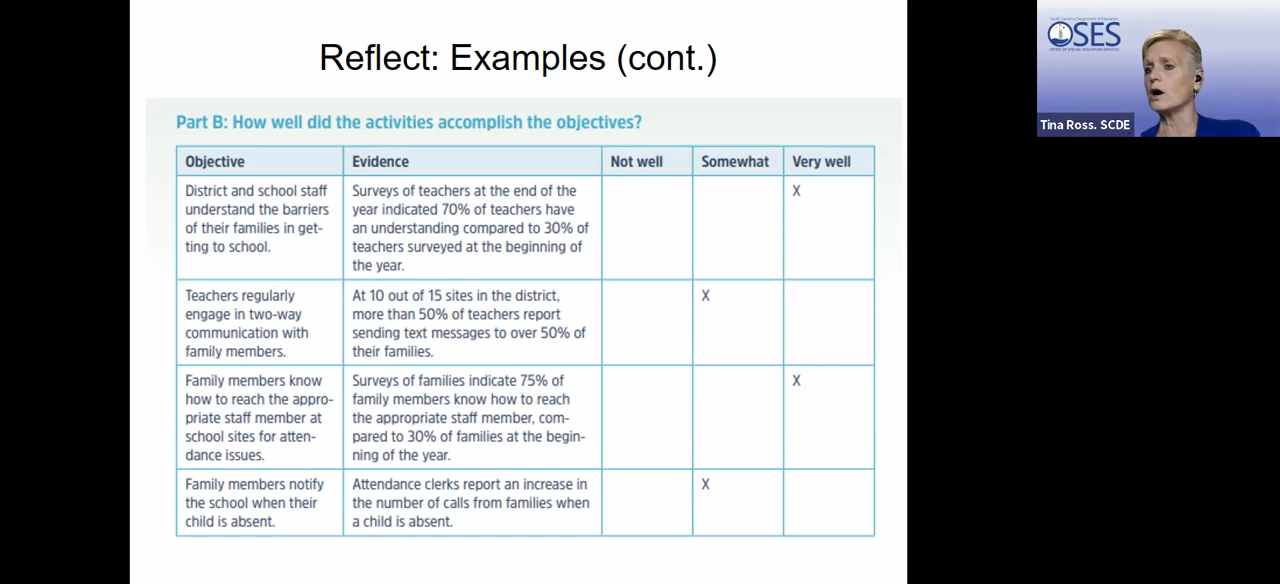 Reflect: Examples (cont.)
Part B: How well did the activities accomplish the objectives?
Objective Evidence Not well Somewhat Very well
District and school staff
understand the barriers
of their families in get-
ting to school.
Surveys of teachers at the end of the
year indicated 70% of teachers have
an understanding compared to 30% of
teachers surveyed at the beginning of
the year.
X
Teachers regularly
engage in two-way
communication with
family members.
At 10 out of 15 sites in the district,
more than 50% of teachers report
sending text messages to over 50% of
their families.
X
Family members know
how to reach the appro-
priate staff member at
school sites for atten-
dance issues.
Surveys of families indicate 75% of
family members know how to reach
the appropriate staff member, com-
pared to 30% of families at the begin-
ning of the year.
X
Family members notify
the school when their
child is absent.
Attendance clerks report an increase in
the number of calls from families when
a child is absent.
X
South Carolina Department of Education
OSES
OFFICE OF SPECIAL EDUCATION SERVICES
Tina Ross. SCDE